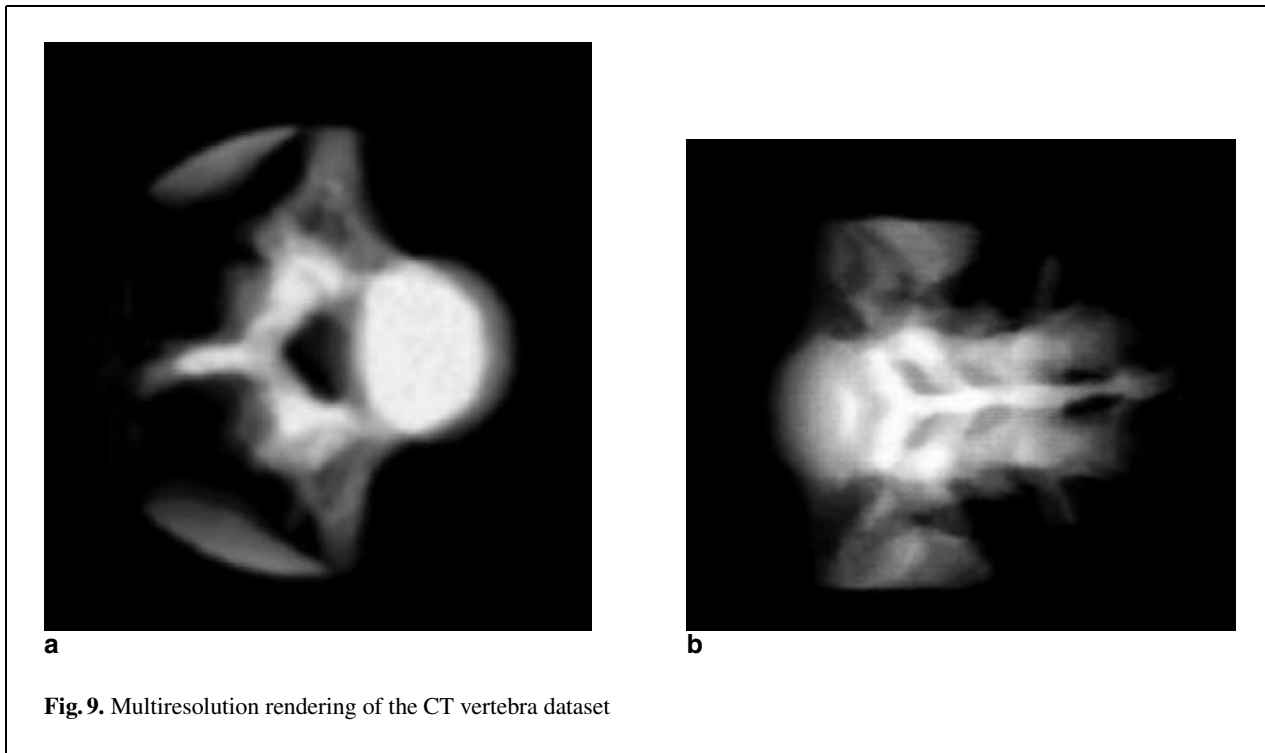 a
b
Fig. 9. Multiresolution rendering of the CT vertebra dataset